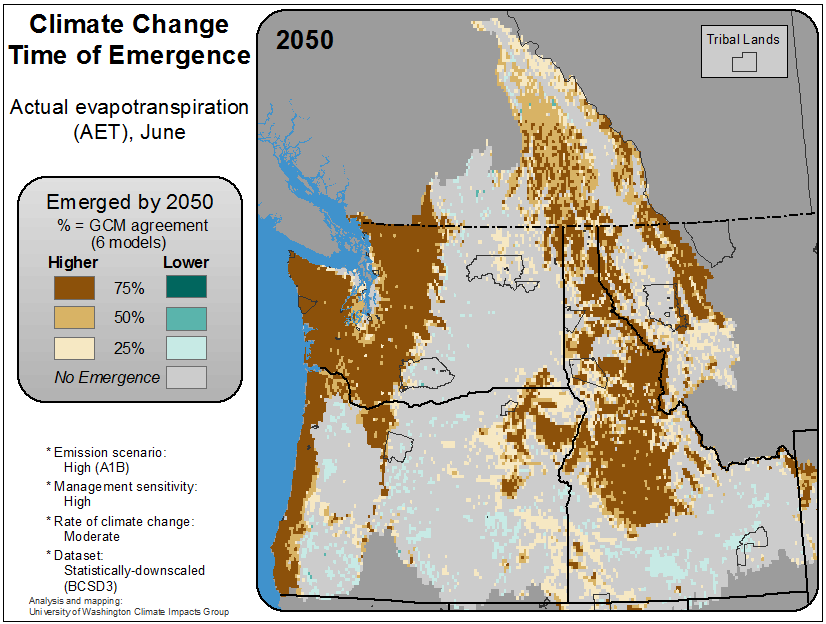 Climate Change
Time of Emergence
Actual evapotranspiration
(AET), June
Emerged by 2050
% = GCM agreement
(6 models)
Higher Lower
75%
50%
25%
No Emergence
* Emission scenario:
High (A1B)
* Management sensitivity:
High
* Rate of climate change:
Moderate
* Dataset:
Statistically-downscaled
(BCSD3)
Analysis and mapping:
University of Washington Climate Impacts Group
2050
Tribal Lands